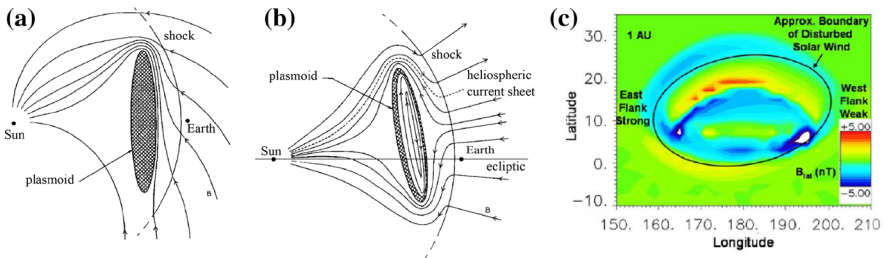 (a)
shock
Sun
Earth
plasmoid
B
(b)
shock
plasmoid
heliospheric
current sheet
Sun
Earth
ecliptic
B
(c)
1 AU
Approx. Boundary
of Disturbed
Solar Wind
East
Flank
Strong
West
Flank
Weak
+5.00
B_lat (nT)
-5.00
Latitude
30.
20.
10.
0.
-10.
150. 160. 170. 180. 190. 200. 210
Longitude